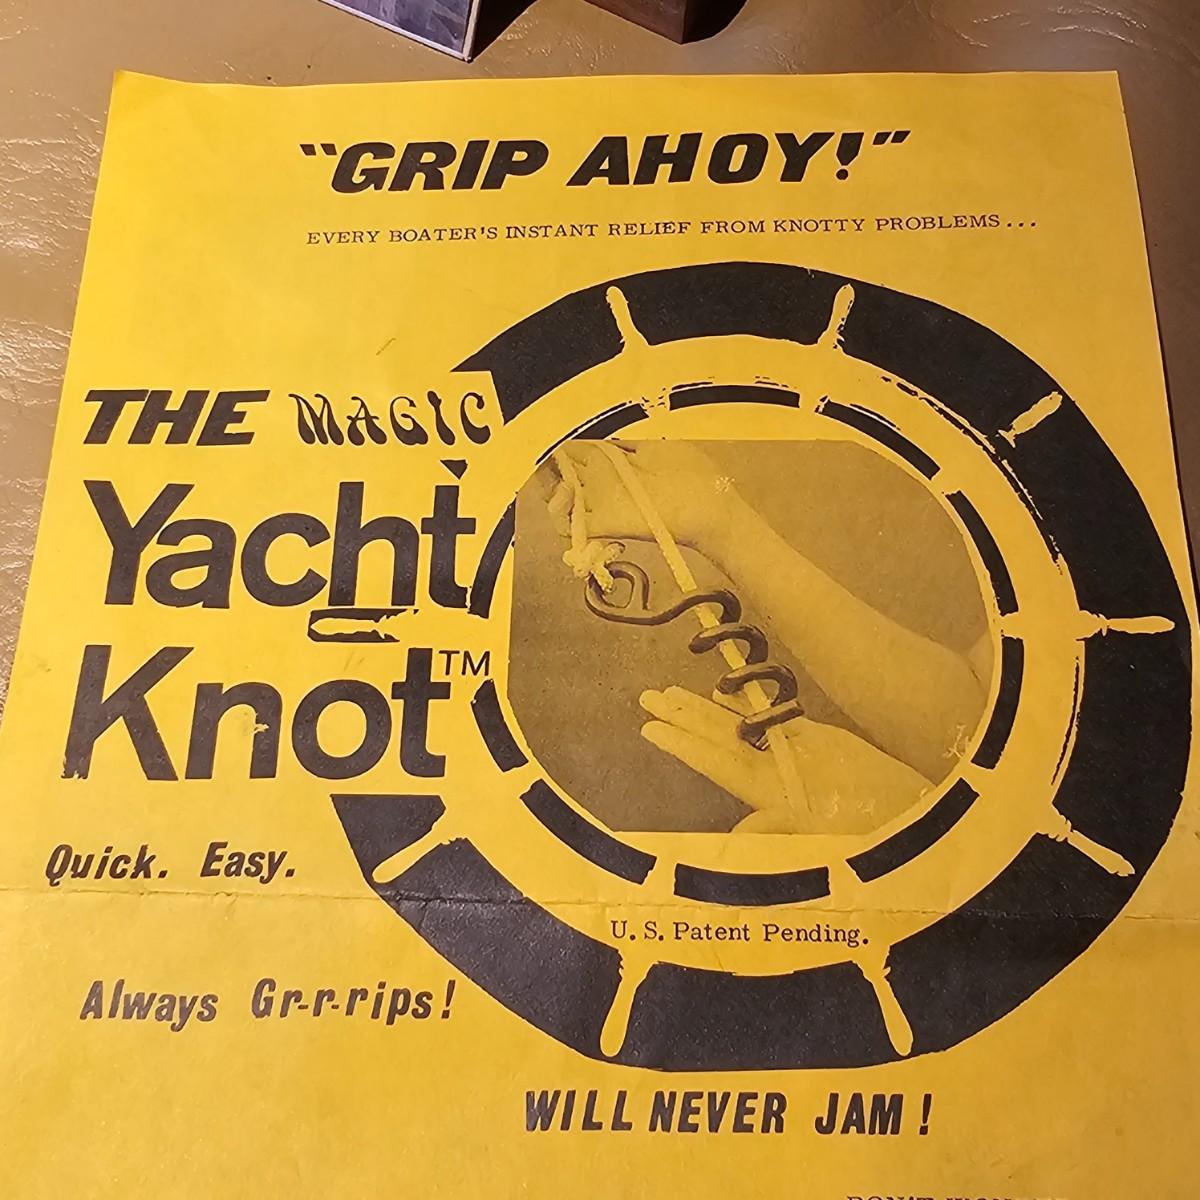 "GRIP AHOY!"
EVERY BOATER'S INSTANT RELIEF FROM KNOTTY PROBLEMS...
THE MAGIC
Yacht
Knot™
Quick. Easy.
U.S. Patent Pending.
Always Gr-r-rips!
WILL NEVER JAM!
DON'T